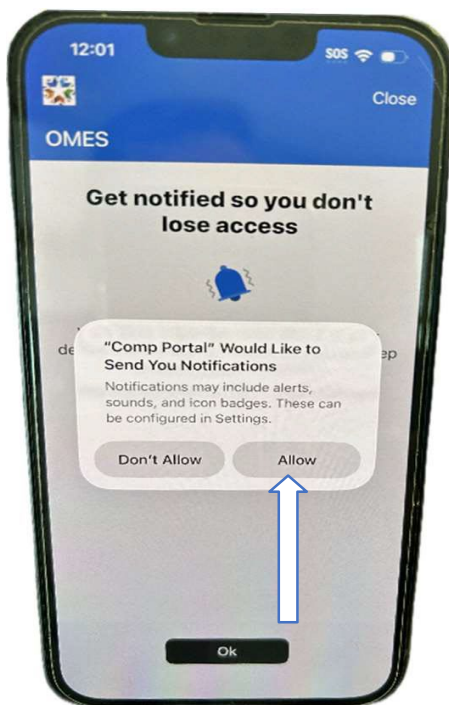 12:01
SOS
Close
OMES
Get notified so you don't
lose access
de
ep
"Comp Portal" Would Like to
Send You Notifications
Notifications may include alerts,
sounds, and icon badges. These can
be configured in Settings.
Don't Allow
Allow
Ok